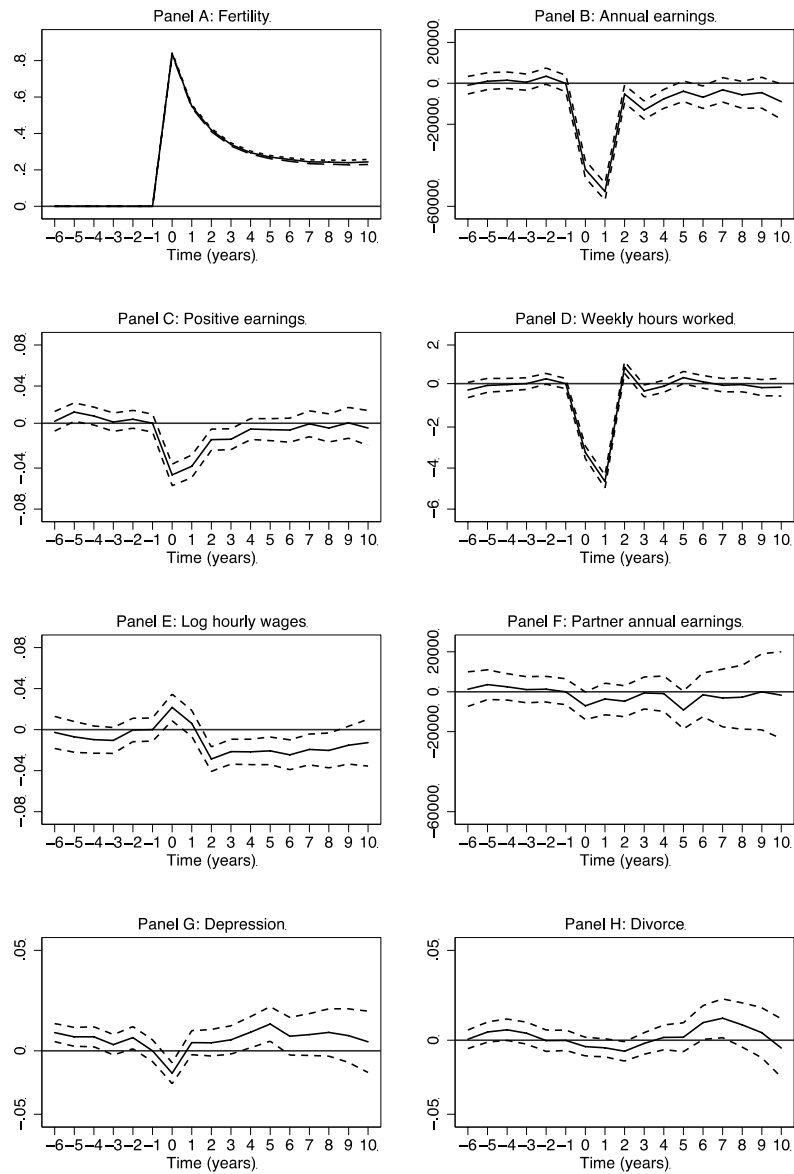 Panel A: Fertility.
.8.
.6.
.4.
.2.
0.
−6 −5 −4 −3 −2 −1 0 1 2 3 4 5 6 7 8 9 10.
Time (years).
Panel B: Annual earnings.
20000.
0.
−20000.
−60000.
−6 −5 −4 −3 −2 −1 0 1 2 3 4 5 6 7 8 9 10.
Time (years).
Panel C: Positive earnings.
.08.
.04.
0.
−.04.
−.08.
−6 −5 −4 −3 −2 −1 0 1 2 3 4 5 6 7 8 9 10.
Time (years).
Panel D: Weekly hours worked.
2.
0.
−2.
−4.
−6.
−6 −5 −4 −3 −2 −1 0 1 2 3 4 5 6 7 8 9 10.
Time (years).
Panel E: Log hourly wages.
.08.
.04.
0.
−.04.
−.08.
−6 −5 −4 −3 −2 −1 0 1 2 3 4 5 6 7 8 9 10.
Time (years).
Panel F: Partner annual earnings.
20000.
0.
−20000.
−60000.
−6 −5 −4 −3 −2 −1 0 1 2 3 4 5 6 7 8 9 10.
Time (years).
Panel G: Depression.
.05.
0.
−.05.
−6 −5 −4 −3 −2 −1 0 1 2 3 4 5 6 7 8 9 10.
Time (years).
Panel H: Divorce.
.05.
0.
−.05.
−6 −5 −4 −3 −2 −1 0 1 2 3 4 5 6 7 8 9 10.
Time (years).